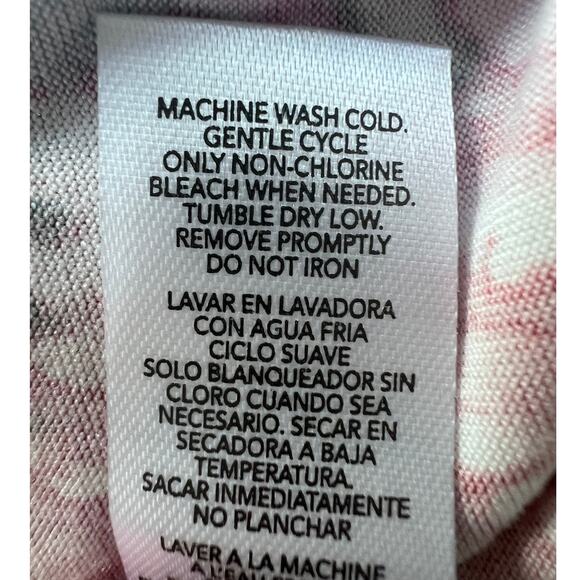 MACHINE WASH COLD.
GENTLE CYCLE
ONLY NON-CHLORINE
BLEACH WHEN NEEDED.
TUMBLE DRY LOW.
REMOVE PROMPTLY
DO NOT IRON
LAVAR EN LAVADORA
CON AGUA FRIA
CICLO SUAVE
SOLO BLANQUEADOR SIN
CLORO CUANDO SEA
NECESARIO. SECAR EN
SECADORA A BAJA
TEMPERATURA.
SACAR INMEDIATAMENTE
NO PLANCHAR
LAVER A LA MACHINE
A L'EAU